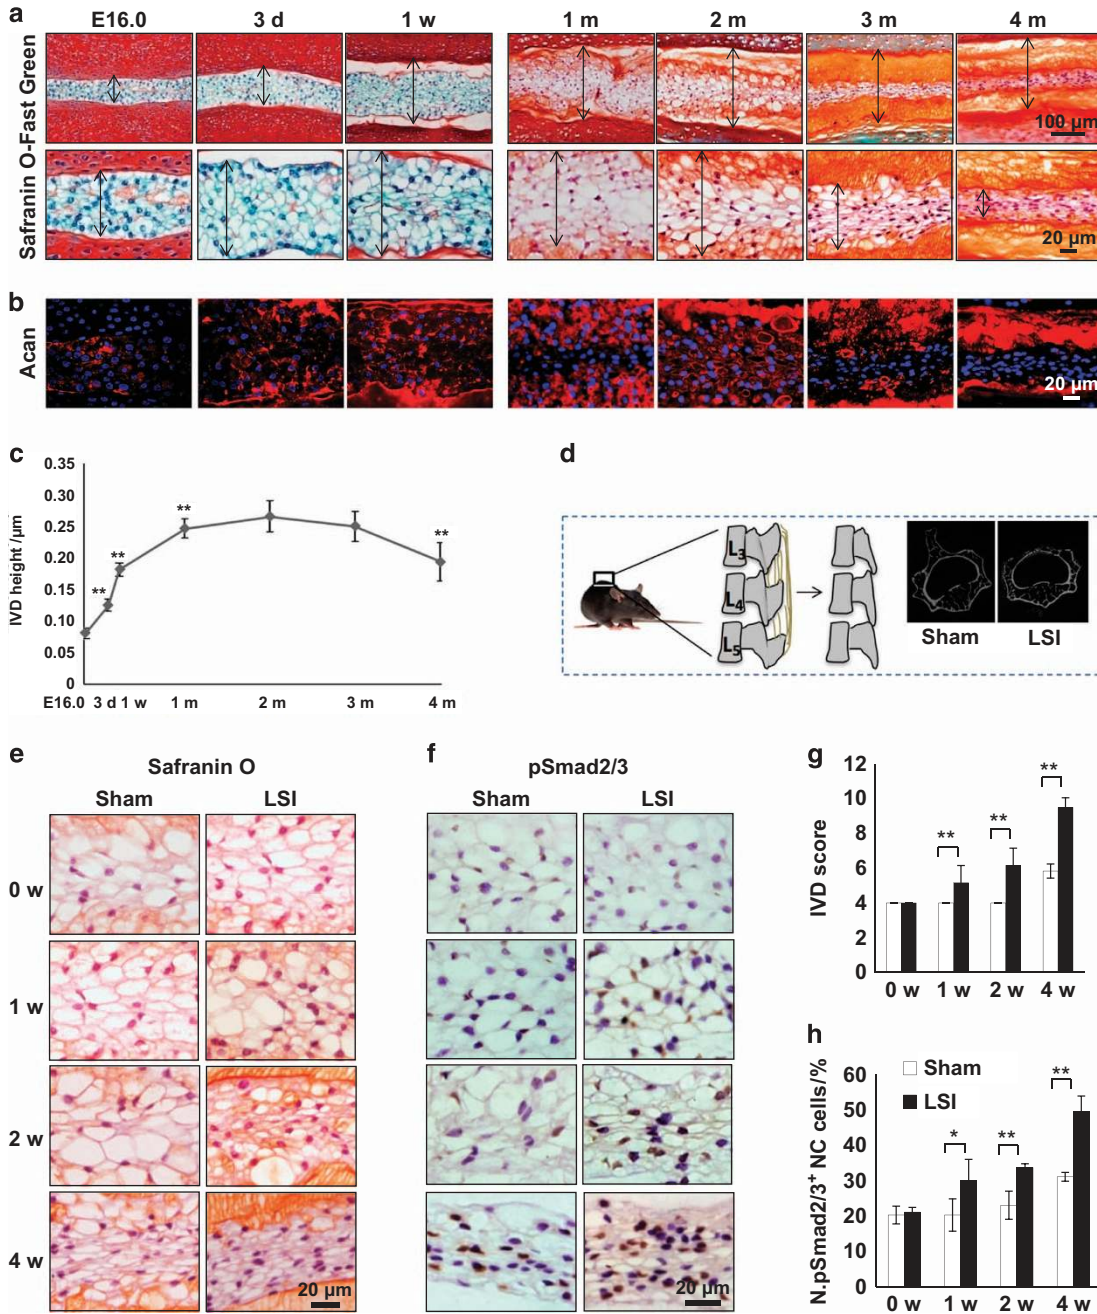 a
E16.0 3 d 1 w 1 m 2 m 3 m 4 m
Safranin O-Fast Green
100 µm
20 µm
b
Acan
20 µm
c
IVD height /µm
0.35
0.30
0.25
0.20
0.15
0.10
0.05
0
** ** ** **
E16.0 3 d 1 w 1 m 2 m 3 m 4 m
d
L3
L4
L5
Sham LSI
e
Safranin O
Sham LSI
0 w
1 w
2 w
4 w
20 µm
f
pSmad2/3
Sham LSI
20 µm
g
IVD score
12
10
8
6
4
2
0
** ** **
0 w 1 w 2 w 4 w
h
N.pSmad2/3+ NC cells/%
60
50
40
30
20
10
0
Sham
LSI
* ** **
0 w 1 w 2 w 4 w